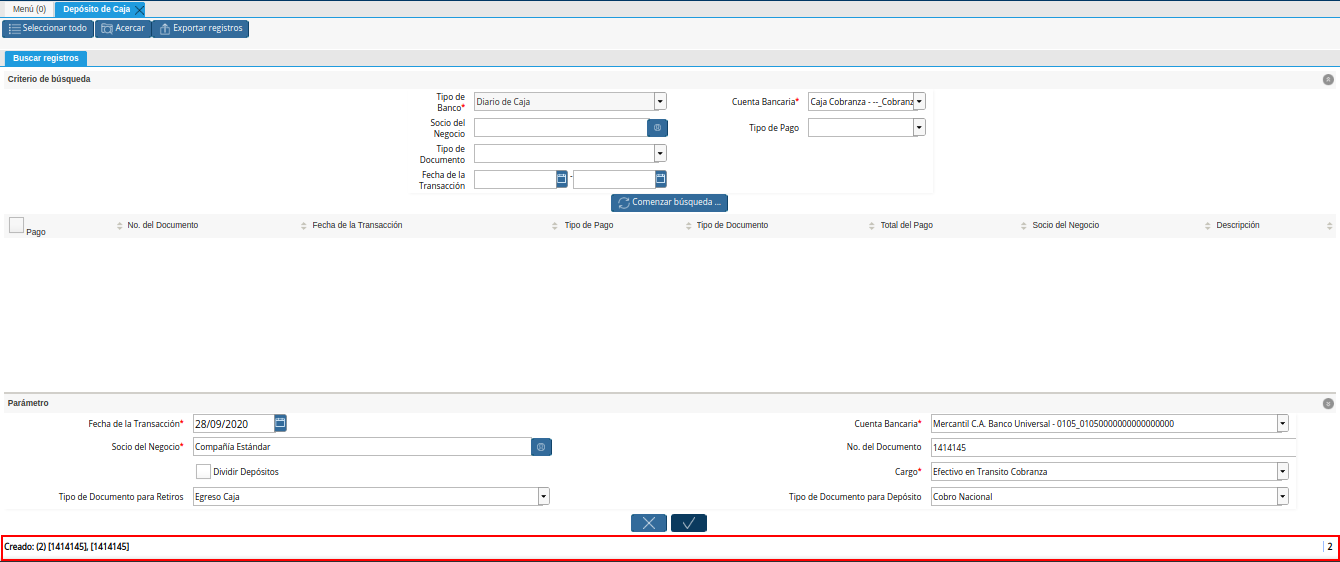 Menú (0) Depósito de Caja
Seleccionar todo Acercar Exportar registros
Buscar registros
Criterio de búsqueda
Tipo de Banco* Diario de Caja Cuenta Bancaria* Caja Cobranza - --_Cobranz
Socio del Negocio Tipo de Pago
Tipo de Documento
Fecha de la Transacción -
Comenzar búsqueda ...
Pago No. del Documento Fecha de la Transacción Tipo de Pago Tipo de Documento Total del Pago Socio del Negocio Descripción
Parámetro
Fecha de la Transacción* 28/09/2020 Cuenta Bancaria* Mercantil C.A. Banco Universal - 0105_01050000000000000000
Socio del Negocio* Compañía Estándar No. del Documento 1414145
Dividir Depósitos Cargo* Efectivo en Transito Cobranza
Tipo de Documento para Retiros Egreso Caja Tipo de Documento para Depósito Cobro Nacional
Creado: (2) [1414145], [1414145] 2